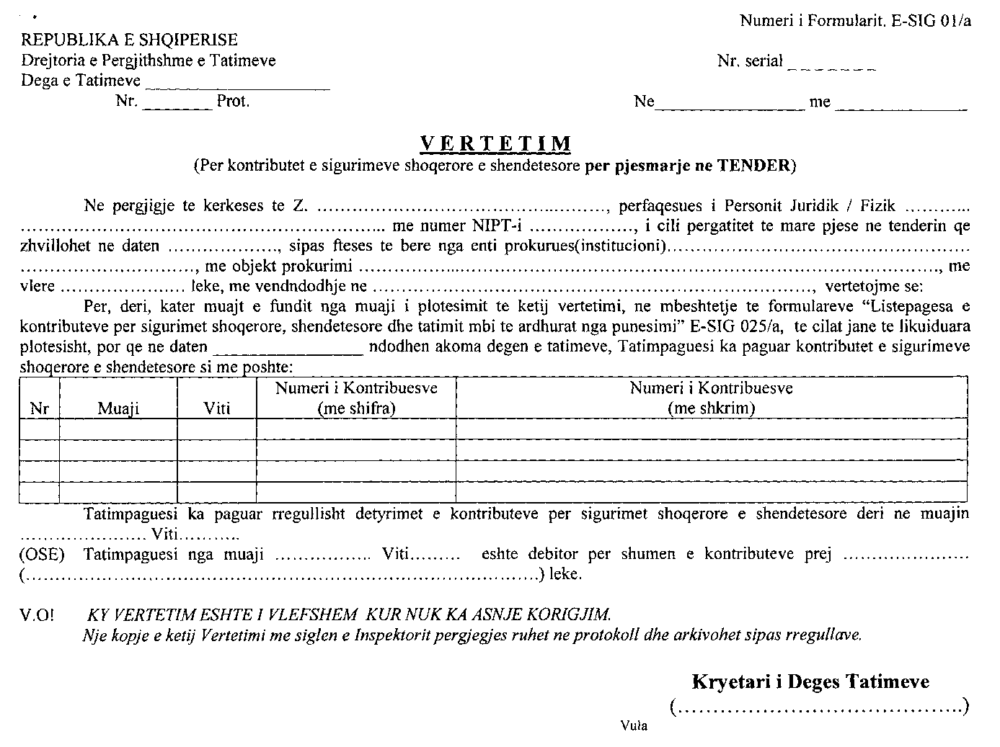 Numeri i Formularit. E-SIG 01/a
REPUBLIKA E SHQIPERISE
Drejtoria e Pergjithshme e Tatimeve
Nr. serial _ _ _ _ _ _ _
Dega e Tatimeve ____________________
Nr. ________ Prot.
Ne_________________ me _______________
VERTETIM
(Per kontributet e sigurimeve shoqerore e shendetesore per pjesmarje ne TENDER)
Ne pergjigje te kerkeses te Z. ……………………………………………, perfaqesues i Personit Juridik / Fizik …………
……………………………………………………… me numer NIPT-i ………………, i cili pergatitet te mare pjese ne tenderin qe
zhvillohet ne daten ………………, sipas fteses te bere nga enti prokurues(institucioni)……………………………………………
…………………………, me objekt prokurimi ………………………………………………………………………………………, me
vlere ………………… leke, me vendndodhje ne …………………………………………………………………, vertetojme se:
Per, deri, kater muajt e fundit nga muaji i plotesimit te ketij vertetimi, ne mbeshtetje te formulareve “Listepagesa e
kontributeve per sigurimet shoqerore, shendetesore dhe tatimit mbi te ardhurat nga punesimi” E-SIG 025/a, te cilat jane te likuiduara
plotesisht, por qe ne daten _________________ ndodhen akoma degen e tatimeve, Tatimpaguesi ka paguar kontributet e sigurimeve
shoqerore e shendetesore si me poshte:
Nr Muaji Viti Numeri i Kontribuesve (me shifra) Numeri i Kontribuesve (me shkrim)
Tatimpaguesi ka paguar rregullisht detyrimet e kontributeve per sigurimet shoqerore e shendetesore deri ne muajin
………………… Viti………..
(OSE) Tatimpaguesi nga muaji ……………. Viti……… eshte debitor per shumen e kontributeve prej …………………
(……………………………………………………………………………) leke.
V.O! KY VERTETIM ESHTE I VLEFSHEM KUR NUK KA ASNJE KORIGJIM.
Nje kopje e ketij Vertetimi me siglen e Inspektorit pergjegjes ruhet ne protokoll dhe arkivohet sipas rregullave.
Kryetari i Deges Tatimeve
(…………………………………….)
Vula